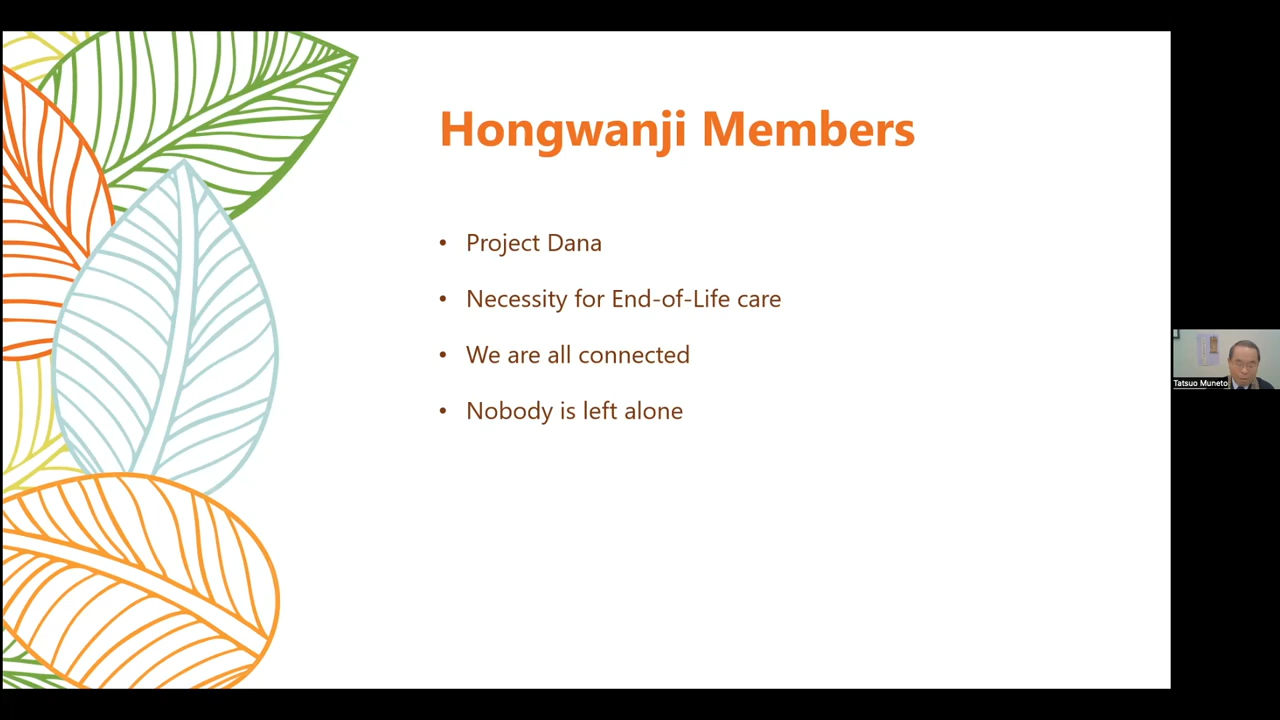 Hongwanji Members
• Project Dana
• Necessity for End-of-Life care
• We are all connected
• Nobody is left alone
Tatsuo Muneto